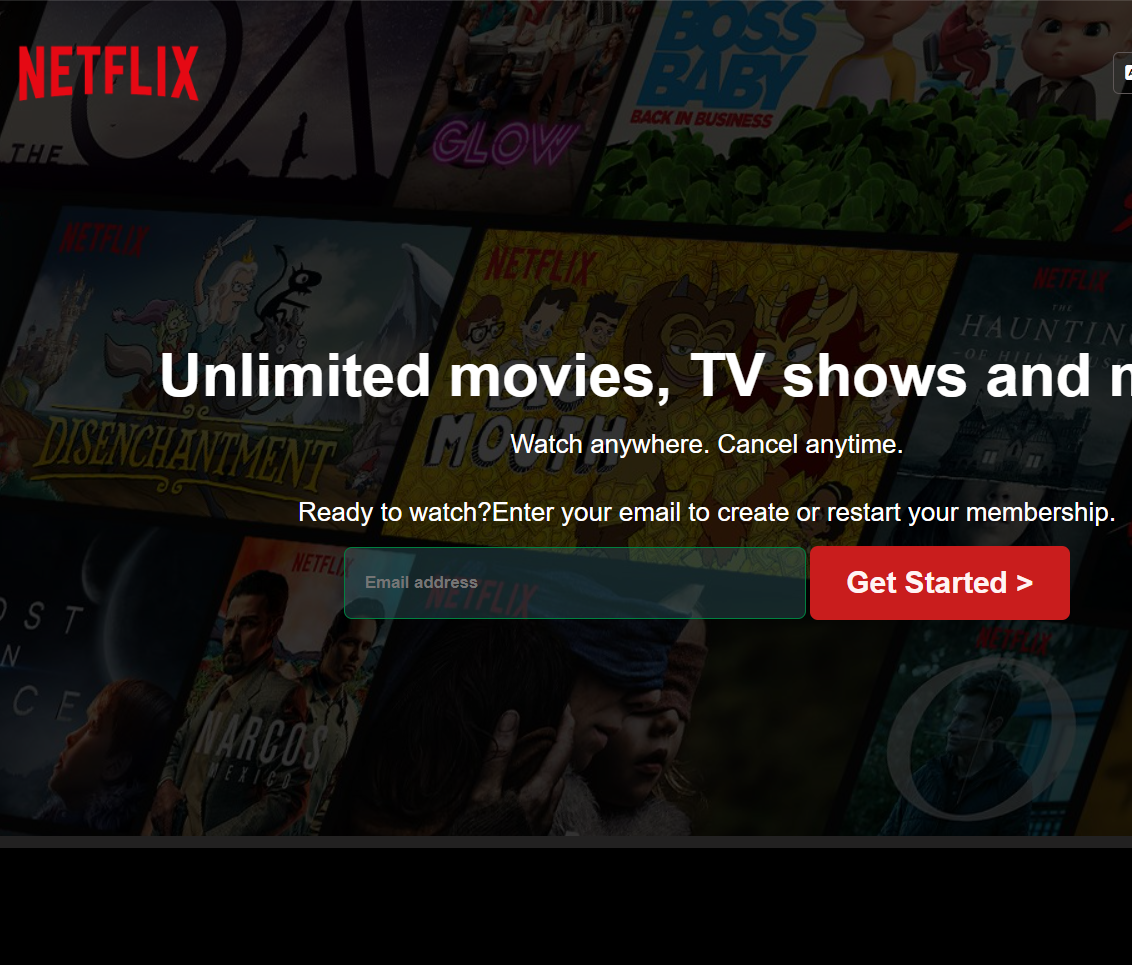 NETFLIX
THE
GLOW
BOSS
BABY
BACK IN BUSINESS
NETFLIX
NETFLIX
NETFLIX
THE
HAUNTING
OF HILL HOUSE
Unlimited movies, TV shows and
DISENCHANTMENT
BIG
MOUTH
Watch anywhere. Cancel anytime.
Ready to watch?Enter your email to create or restart your membership.
NETFLIX
Email address
NETFLIX
Get Started >
NETFLIX
NARCOS
MEXICO